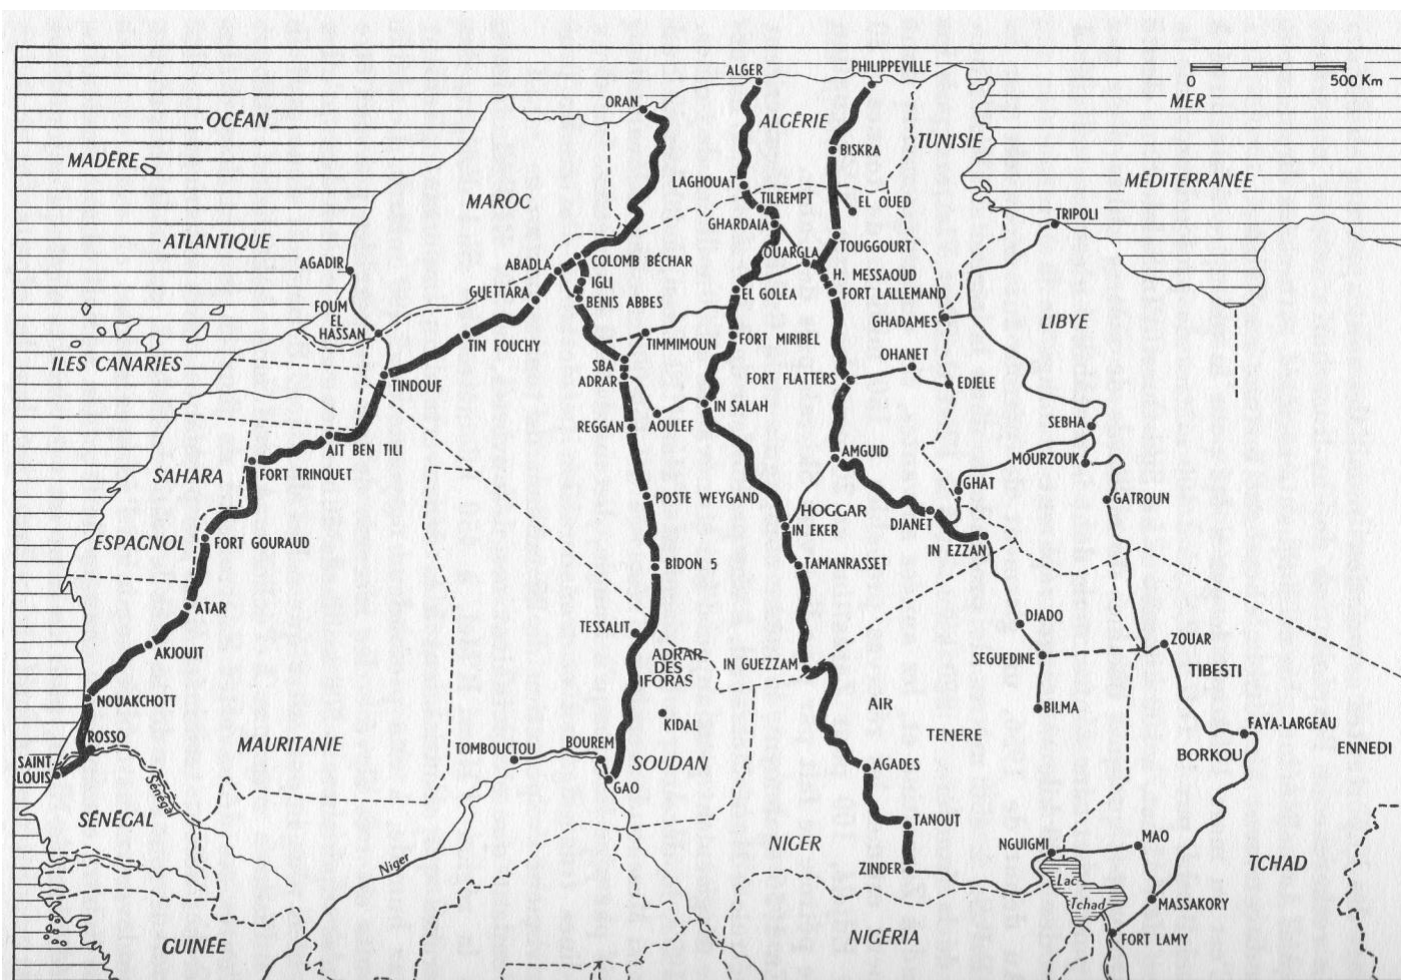 ALGER
PHILIPPEVILLE
0
500 Km
ORAN
MER
OCÉAN
ALGÉRIE
TUNISIE
BISKRA
MADÈRE
MÉDITERRANÉE
LAGHOUAT
TILREMPT
EL OUED
MAROC
GHARDAIA
TRIPOLI
ATLANTIQUE
OUARGLA
TOUGGOURT
AGADIR
ABADLA
COLOMB BÉCHAR
H. MESSAOUD
IGLI
GUETTARA
BENIS ABBES
EL GOLEA
FORT LALLEMAND
FOUM
EL
HASSAN
GHADAMES
LIBYE
TIN FOUCHY
TIMMIMOUN
FORT MIRIBEL
ILES CANARIES
OHANET
SBA
ADRAR
TINDOUF
FORT FLATTERS
EDJELE
IN SALAH
REGGAN
AOULEF
SEBHA
AIT BEN TILI
AMGUID
MOURZOUK
SAHARA
FORT TRINQUET
GHAT
POSTE WEYGAND
GATROUN
HOGGAR
DJANET
IN EKER
ESPAGNOL
FORT GOURAUD
IN EZZAN
BIDON 5
TAMANRASSET
ATAR
DJADO
TESSALIT
AKJOUJT
ZOUAR
ADRAR
DES
IFORAS
IN GUEZZAM
SEGUEDINE
TIBESTI
NOUAKCHOTT
AIR
BILMA
KIDAL
FAYA-LARGEAU
ROSSO
MAURITANIE
TOMBOUCTOU
BOUREM
TENERE
BORKOU
ENNEDI
SAINT-
LOUIS
SOUDAN
AGADES
Sénégal
GAO
SÉNÉGAL
TANOUT
NIGER
NGUIGMI
MAO
Niger
ZINDER
TCHAD
Lac
Tchad
MASSAKORY
GUINÉE
NIGÉRIA
FORT LAMY